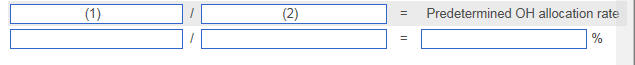 (1) / (2) = Predetermined OH allocation rate
/ = %